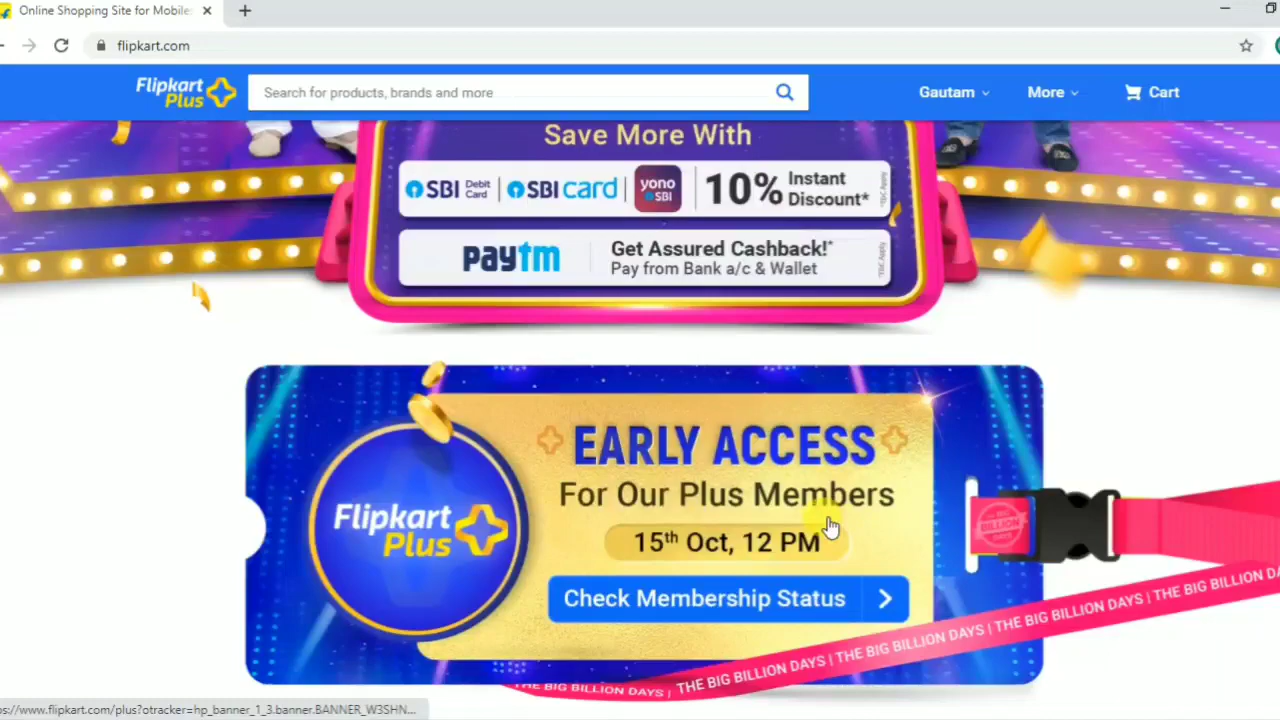 Online Shopping Site for Mobile
flipkart.com
Flipkart Plus
Search for products, brands and more
Gautam
More
Cart
Save More With
SBI Debit Card | SBI card | yono SBI | 10% Instant Discount*
paytm
Get Assured Cashback!*
Pay from Bank a/c & Wallet
EARLY ACCESS
For Our Plus Members
15th Oct, 12 PM
Check Membership Status
Flipkart Plus
BILLION
DAYS
THE BIG BILLION DAYS | THE BIG BILLION DAYS | THE BIG BILLION DAYS | THE BIG BILLION DAYS | THE BIG BILLION DA
ps://www.flipkart.com/plus?otracker=hp_banner_1_3.banner.BANNER_W3SHN...